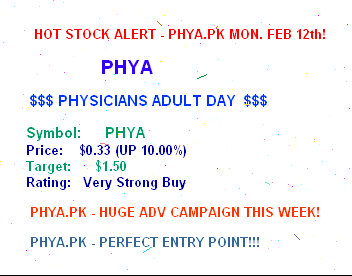 HOT STOCK ALERT - PHYA.PK MON. FEB 12th!
PHYA
$$$ PHYSICIANS ADULT DAY $$$
Symbol: PHYA
Price: $0.33 (UP 10.00%)
Target: $1.50
Rating: Very Strong Buy
PHYA.PK - HUGE ADV CAMPAIGN THIS WEEK!
PHYA.PK - PERFECT ENTRY POINT!!!